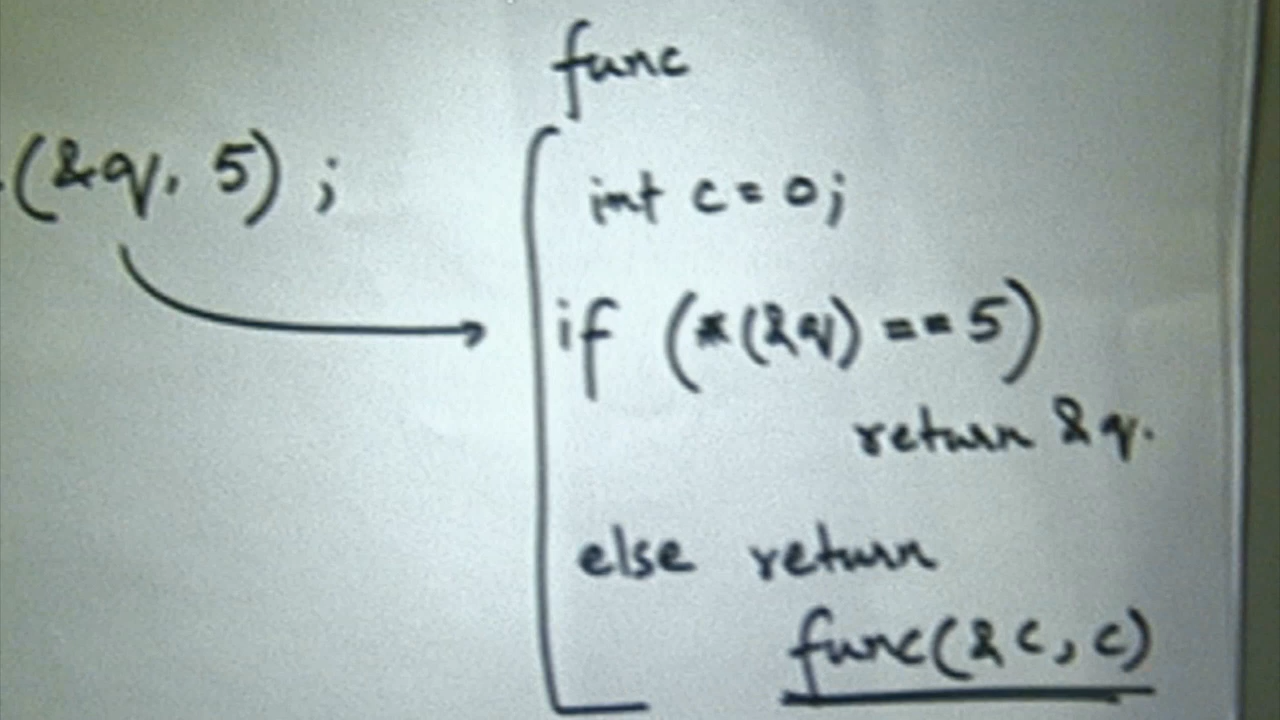 func
(&q, 5);
int c = 0;
if (*(&q) == 5)
return &q.
else return
func(&c, c)